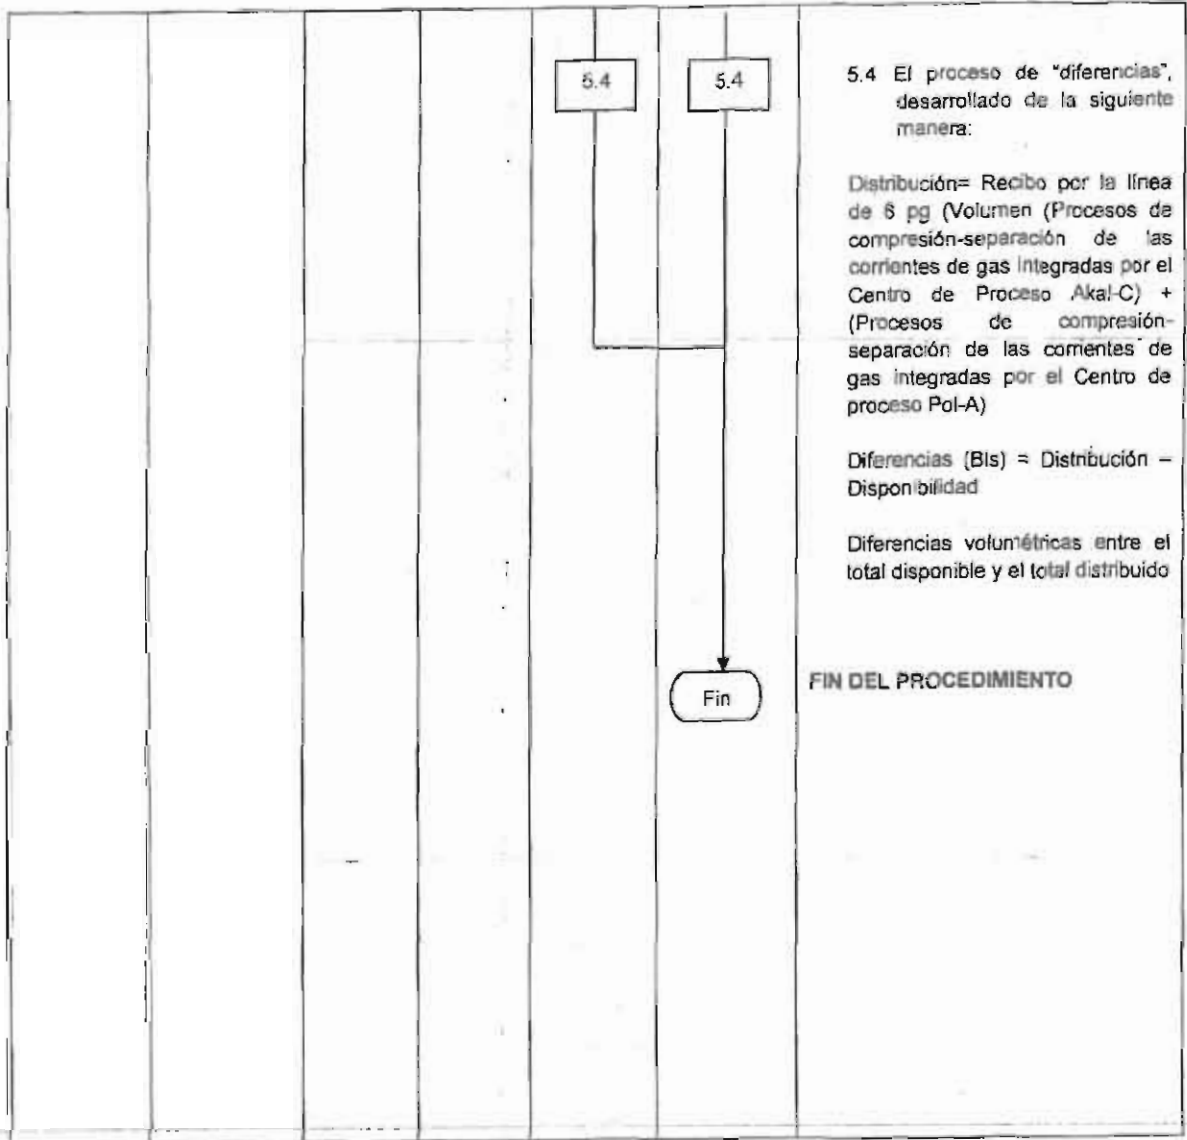 5.4
5.4
5.4 El proceso de "diferencias",
desarrollado de la siguiente
manera:
Distribución= Recibo por la línea
de 6 pg (Volumen (Procesos de
compresión-separación de las
corrientes de gas integradas por el
Centro de Proceso Akal-C) +
(Procesos de compresión-
separación de las corrientes de
gas integradas por el Centro de
proceso Pol-A)
Diferencias (Bls) = Distribución –
Disponibilidad
Diferencias volumétricas entre el
total disponible y el total distribuido
Fin
FIN DEL PROCEDIMIENTO